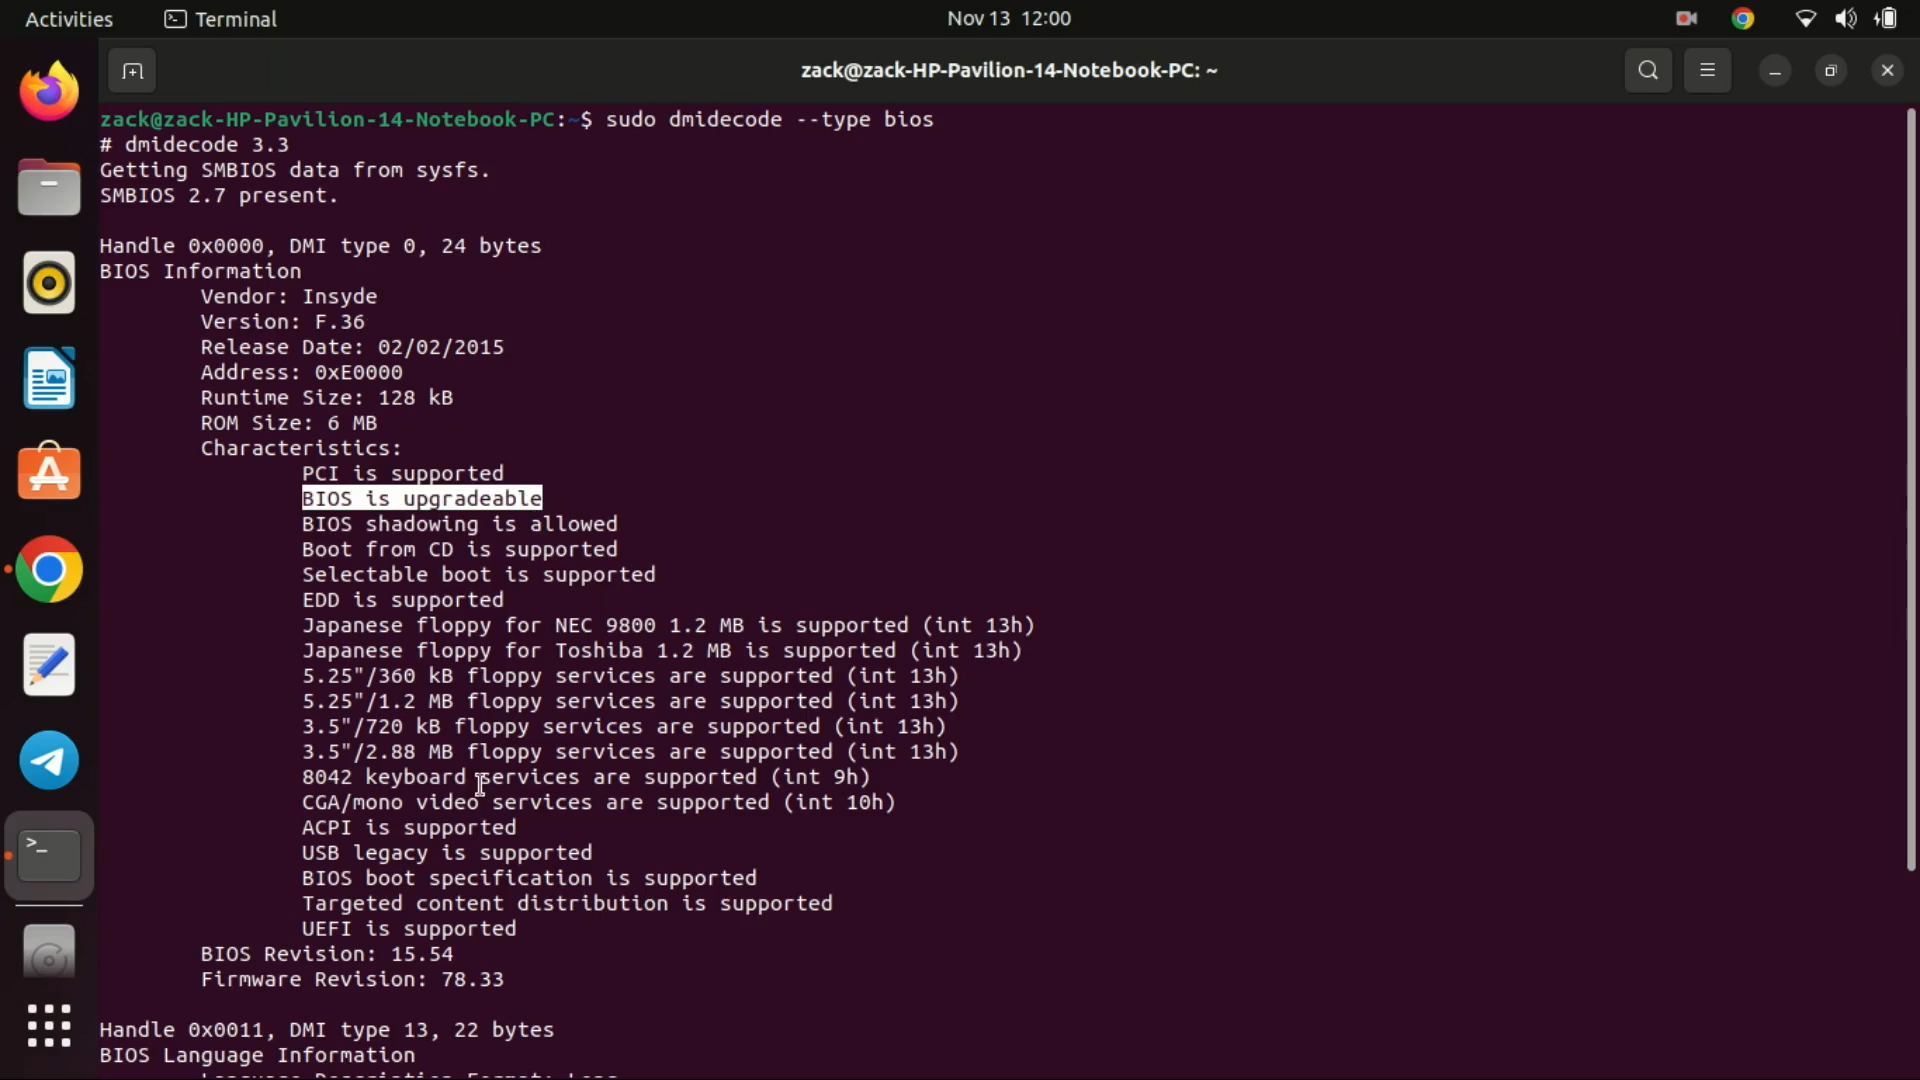 Activities
Terminal
Nov 13 12:00
zack@zack-HP-Pavilion-14-Notebook-PC: ~
zack@zack-HP-Pavilion-14-Notebook-PC:~$ sudo dmidecode --type bios
# dmidecode 3.3
Getting SMBIOS data from sysfs.
SMBIOS 2.7 present.
Handle 0x0000, DMI type 0, 24 bytes
BIOS Information
Vendor: Insyde
Version: F.36
Release Date: 02/02/2015
Address: 0xE0000
Runtime Size: 128 kB
ROM Size: 6 MB
Characteristics:
PCI is supported
BIOS is upgradeable
BIOS shadowing is allowed
Boot from CD is supported
Selectable boot is supported
EDD is supported
Japanese floppy for NEC 9800 1.2 MB is supported (int 13h)
Japanese floppy for Toshiba 1.2 MB is supported (int 13h)
5.25"/360 kB floppy services are supported (int 13h)
5.25"/1.2 MB floppy services are supported (int 13h)
3.5"/720 kB floppy services are supported (int 13h)
3.5"/2.88 MB floppy services are supported (int 13h)
8042 keyboard services are supported (int 9h)
CGA/mono video services are supported (int 10h)
ACPI is supported
USB legacy is supported
BIOS boot specification is supported
Targeted content distribution is supported
UEFI is supported
BIOS Revision: 15.54
Firmware Revision: 78.33
Handle 0x0011, DMI type 13, 22 bytes
BIOS Language Information